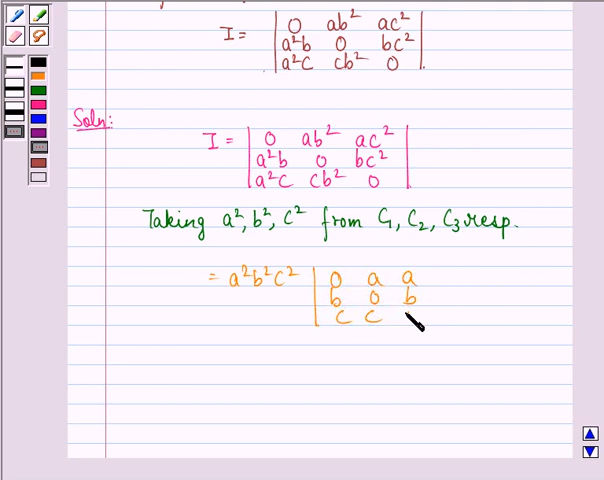 I = | 0 ab² ac² |
| a²b 0 bc² |
| a²c cb² 0 |.
Soln:
I = | 0 ab² ac² |
| a²b 0 bc² |
| a²c cb² 0 |
Taking a², b², c² from C₁, C₂, C₃ resp.
= a²b²c² | 0 a a
| b 0 b
| c c